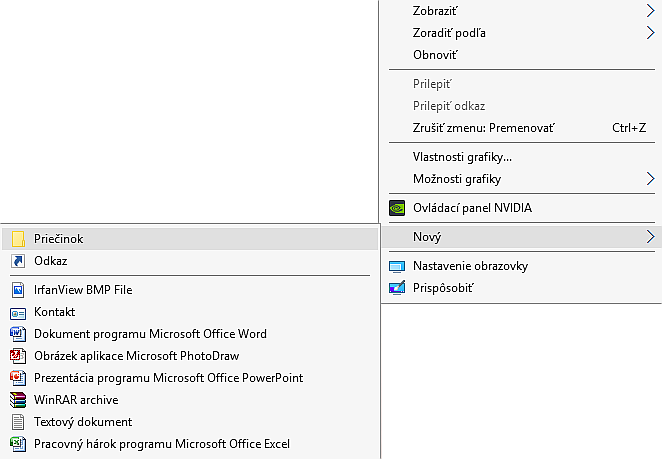 Zobraziť
Zoradiť podľa
Obnoviť
Prilepiť
Prilepiť odkaz
Zrušiť zmenu: Premenovať Ctrl+Z
Vlastnosti grafiky...
Možnosti grafiky
Ovládací panel NVIDIA
Nový
Nastavenie obrazovky
Prispôsobiť
Priečinok
Odkaz
IrfanView BMP File
Kontakt
Dokument programu Microsoft Office Word
Obrázek aplikace Microsoft PhotoDraw
Prezentácia programu Microsoft Office PowerPoint
WinRAR archive
Textový dokument
Pracovný hárok programu Microsoft Office Excel